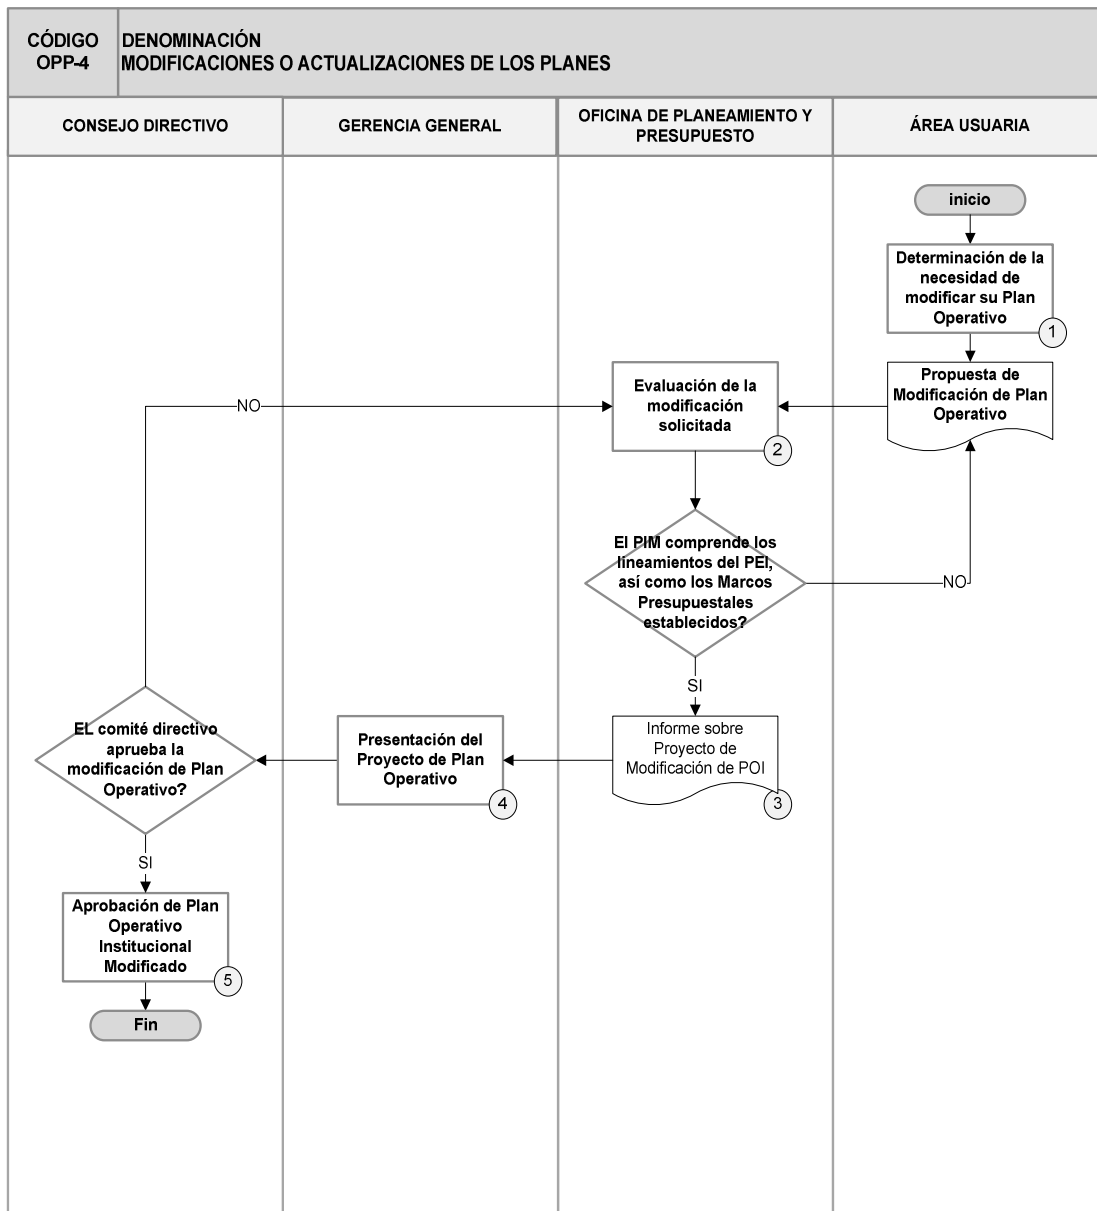 CÓDIGO
OPP-4
DENOMINACIÓN
MODIFICACIONES O ACTUALIZACIONES DE LOS PLANES
CONSEJO DIRECTIVO
GERENCIA GENERAL
OFICINA DE PLANEAMIENTO Y
PRESUPUESTO
ÁREA USUARIA
inicio
Determinación de la
necesidad de
modificar su Plan
Operativo
1
Propuesta de
Modificación de Plan
Operativo
Evaluación de la
modificación
solicitada
2
NO
El PIM comprende los
lineamientos del PEI,
así como los Marcos
Presupuestales
establecidos?
NO
SI
Informe sobre
Proyecto de
Modificación de POI
3
Presentación del
Proyecto de Plan
Operativo
4
EL comité directivo
aprueba la
modificación de Plan
Operativo?
SI
Aprobación de Plan
Operativo
Institucional
Modificado
5
Fin